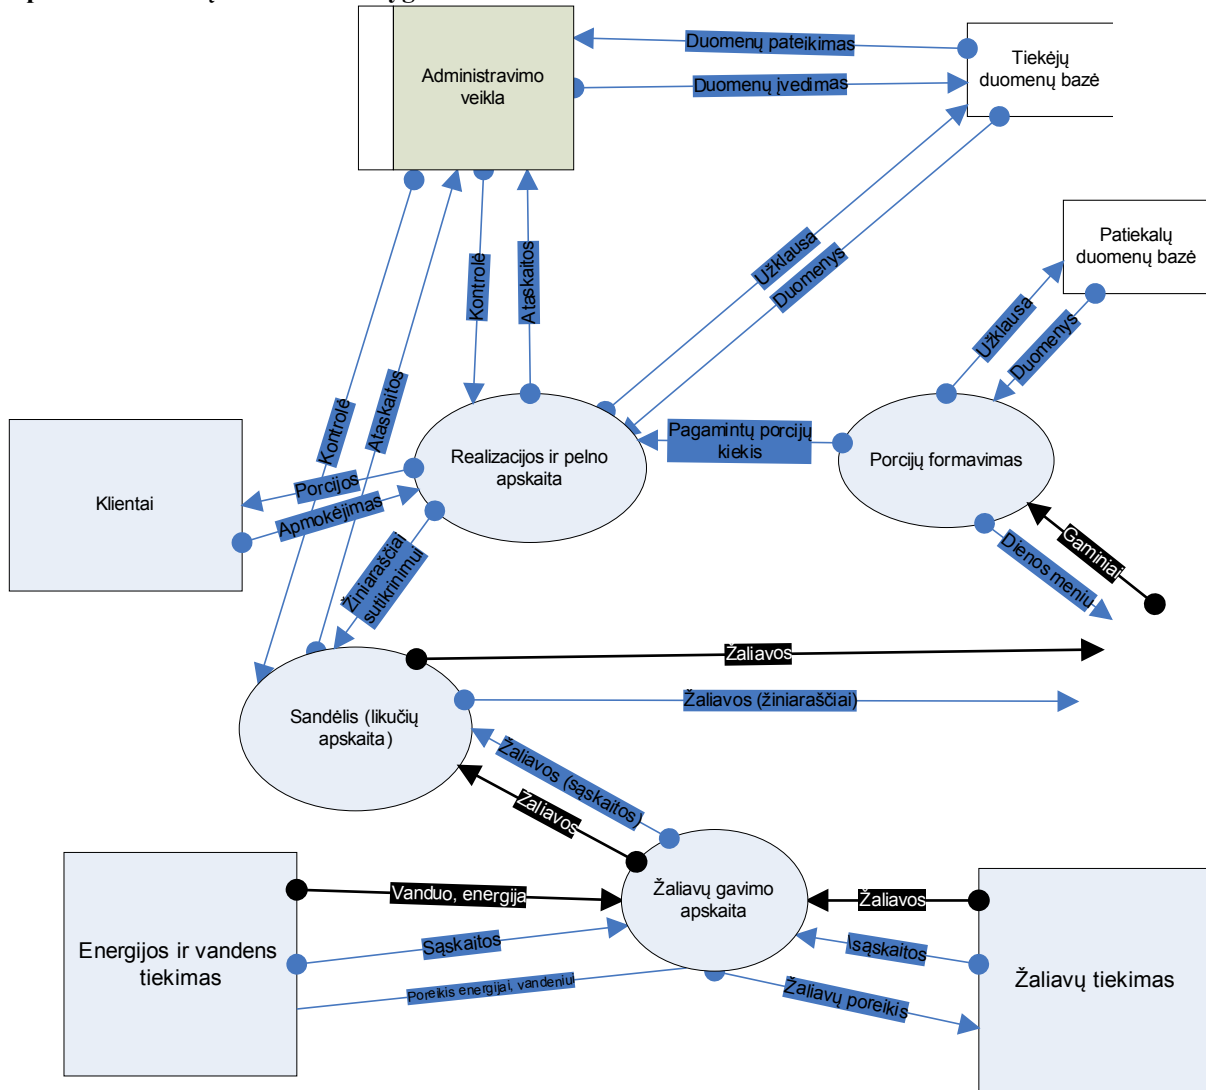 Duomenų pateikimas
Tiekėjų
duomenų bazė
Administravimo
veikla
Duomenų įvedimas
Patiekalų
duomenų bazė
Užklausa
Duomenys
Kontrolė
Ataskaitos
Užklausa
Duomenys
Kontrolė
Ataskaitos
Pagamintų porcijų
kiekis
Realizacijos ir pelno
apskaita
Porcijų formavimas
Klientai
Porcijos
Apmokėjimas
Žiniaraščiai
sutikrinimui
Gaminiai
Dienos meniu
Žaliavos
Žaliavos (žiniaraščiai)
Sandėlis (likučių
apskaita)
Žaliavos (sąskaitos)
Žaliavos
Vanduo, energija
Žaliavų gavimo
apskaita
Žaliavos
Energijos ir vandens
tiekimas
Sąskaitos
\sąskaitos
Žaliavų tiekimas
Poreikis energijai, vandeniui
Žaliavų poreikis